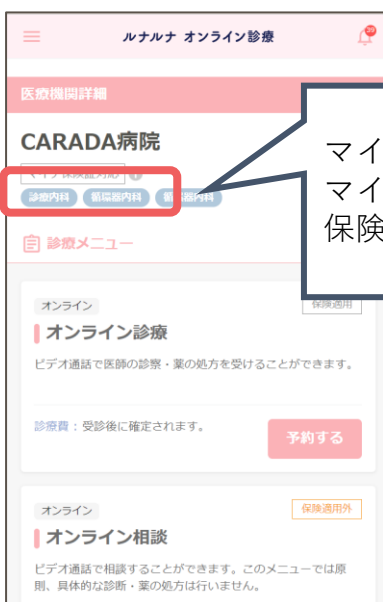 ルナルナ オンライン診療
39
医療機関詳細
CARADA病院
マイナ保険証対応
診療内科 循環器内科 循環器内科
マイ
マイ
保険
診療メニュー
オンライン
保険適用
オンライン診療
ビデオ通話で医師の診察・薬の処方を受けることができます。
診療費：受診後に確定されます。
予約する
オンライン
保険適用外
オンライン相談
ビデオ通話で相談することができます。このメニューでは原
則、具体的な診断・薬の処方は行いません。